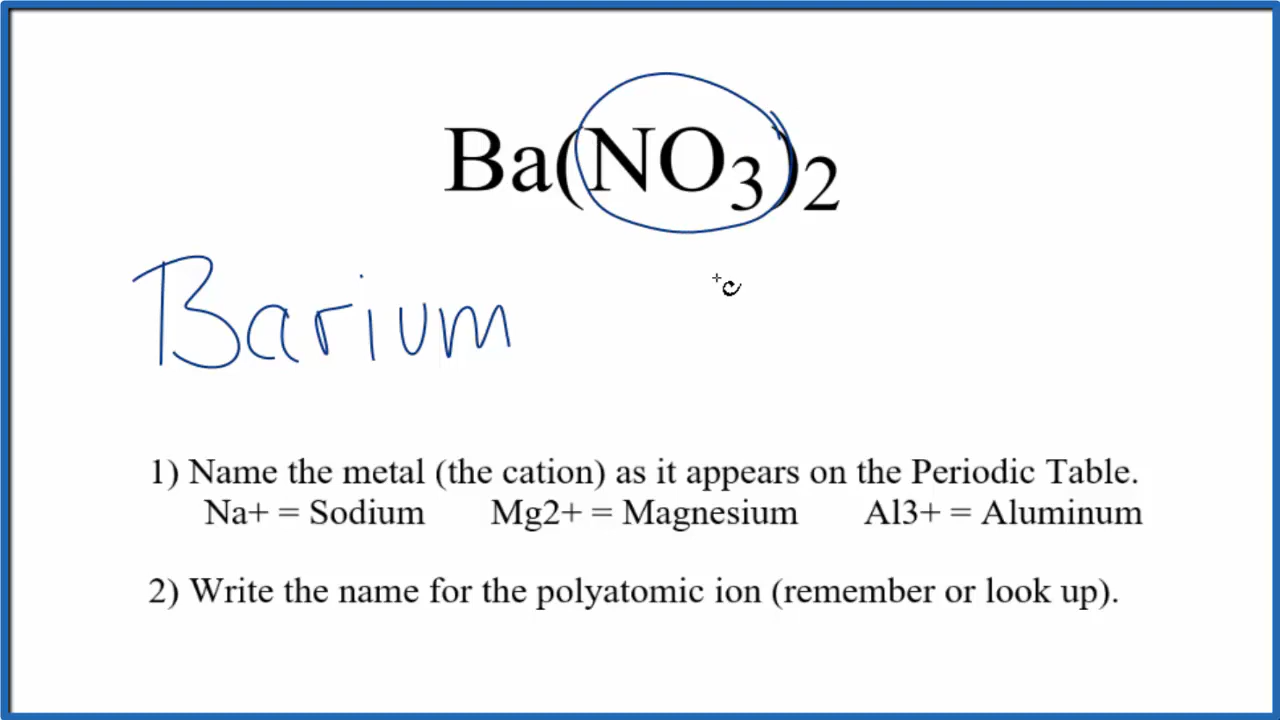 Ba(NO₃)₂
Barium
1) Name the metal (the cation) as it appears on the Periodic Table.
Na+ = Sodium Mg2+ = Magnesium Al3+ = Aluminum
2) Write the name for the polyatomic ion (remember or look up).